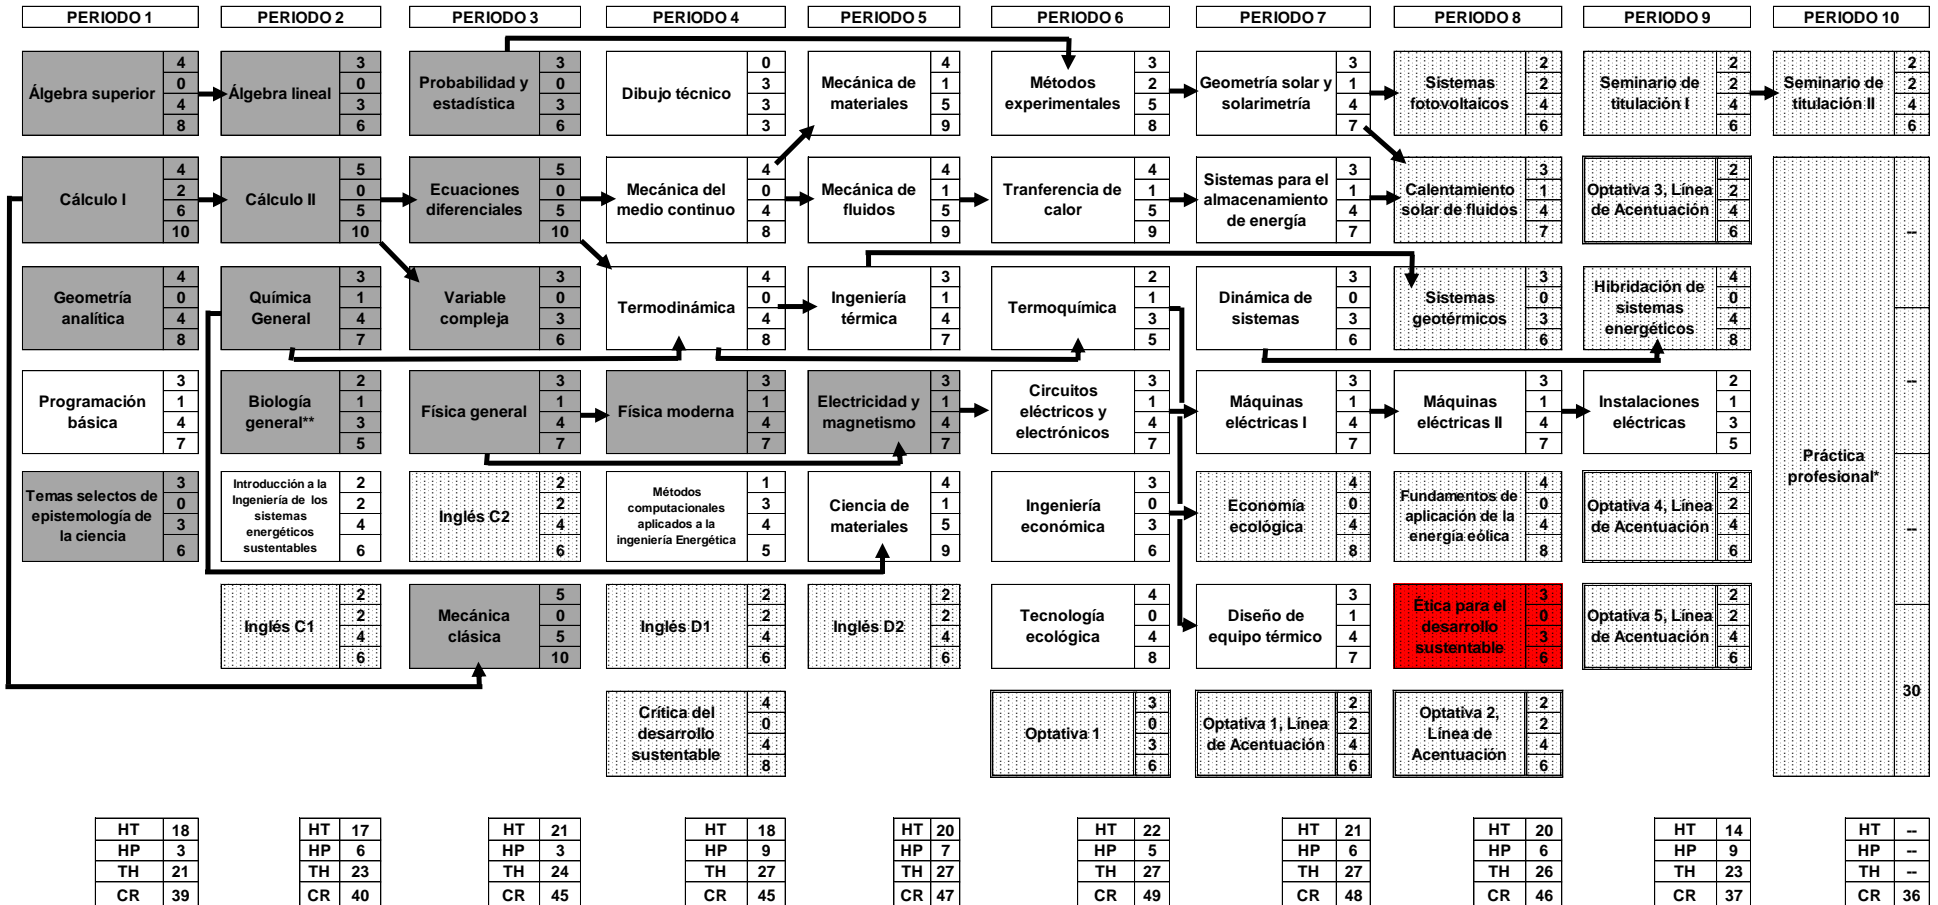 PERIODO 1
PERIODO 2
PERIODO 3
PERIODO 4
PERIODO 5
PERIODO 6
PERIODO 7
PERIODO 8
PERIODO 9
PERIODO 10
Álgebra superior
4
0
4
8
Álgebra lineal
3
0
3
6
Probabilidad y
estadística
3
0
3
6
Dibujo técnico
0
3
3
3
Mecánica de
materiales
4
1
5
9
Métodos
experimentales
3
2
5
8
Geometría solar y
solarimetría
3
1
4
7
Sistemas
fotovoltaicos
2
2
4
6
Seminario de
titulación I
2
2
4
6
Seminario de
titulación II
2
2
4
6
Cálculo I
4
2
6
10
Cálculo II
5
0
5
10
Ecuaciones
diferenciales
5
0
5
10
Mecánica del
medio continuo
4
0
4
8
Mecánica de
fluidos
4
1
5
9
Tranferencia de
calor
4
1
5
9
Sistemas para el
almacenamiento
de energía
3
1
4
7
Calentamiento
solar de fluidos
3
1
4
7
Optativa 3, Línea
de Acentuación
2
2
4
6
Práctica
profesional*
--
--
--
30
Geometría
analítica
4
0
4
8
Química
General
3
1
4
7
Variable
compleja
3
0
3
6
Termodinámica
4
0
4
8
Ingeniería
térmica
3
1
4
7
Termoquímica
2
1
3
5
Dinámica de
sistemas
3
0
3
6
Sistemas
geotérmicos
3
0
3
6
Hibridación de
sistemas
energéticos
4
0
4
8
Programación
básica
3
1
4
7
Biología
general**
2
1
3
5
Física general
3
1
4
7
Física moderna
3
1
4
7
Electricidad y
magnetismo
3
1
4
7
Circuitos
eléctricos y
electrónicos
3
1
4
7
Máquinas
eléctricas I
3
1
4
7
Máquinas
eléctricas II
3
1
4
7
Instalaciones
eléctricas
2
1
3
5
Temas selectos de
epistemología de
la ciencia
3
0
3
6
Introducción a la
Ingeniería de los
sistemas
energéticos
sustentables
2
2
4
6
Inglés C2
2
2
4
6
Métodos
computacionales
aplicados a la
ingeniería Energética
1
3
4
5
Ciencia de
materiales
4
1
5
9
Ingeniería
económica
3
0
3
6
Economía
ecológica
4
0
4
8
Fundamentos de
aplicación de la
energía eólica
4
0
4
8
Optativa 4, Línea
de Acentuación
2
2
4
6
Inglés C1
2
2
4
6
Mecánica
clásica
5
0
5
10
Inglés D1
2
2
4
6
Inglés D2
2
2
4
6
Tecnología
ecológica
4
0
4
8
Diseño de
equipo térmico
3
1
4
7
Ética para el
desarrollo
sustentable
3
0
3
6
Optativa 5, Línea
de Acentuación
2
2
4
6
Crítica del
desarrollo
sustentable
4
0
4
8
Optativa 1
3
0
3
6
Optativa 1, Línea
de Acentuación
2
2
4
6
Optativa 2,
Línea de
Acentuación
2
2
4
6
HT 18
HP 3
TH 21
CR 39
HT 17
HP 6
TH 23
CR 40
HT 21
HP 3
TH 24
CR 45
HT 18
HP 9
TH 27
CR 45
HT 20
HP 7
TH 27
CR 47
HT 22
HP 5
TH 27
CR 49
HT 21
HP 6
TH 27
CR 48
HT 20
HP 6
TH 26
CR 46
HT 14
HP 9
TH 23
CR 37
HT --
HP --
TH --
CR 36